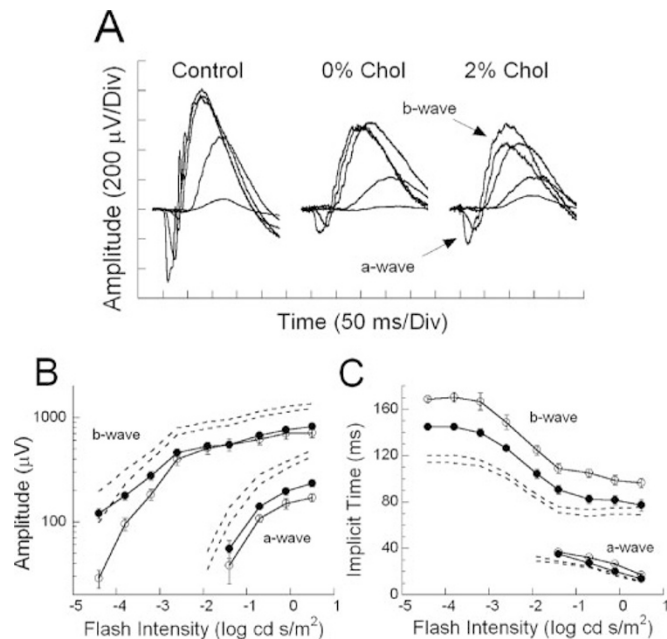 A
Control
0% Chol
2% Chol
b-wave
a-wave
Amplitude (200 μV/Div)
Time (50 ms/Div)
B
b-wave
a-wave
Amplitude (μV)
1000
100
-5 -4 -3 -2 -1 0 1
Flash Intensity (log cd s/m²)
C
b-wave
a-wave
Implicit Time (ms)
160
120
80
40
0
-5 -4 -3 -2 -1 0 1
Flash Intensity (log cd s/m²)